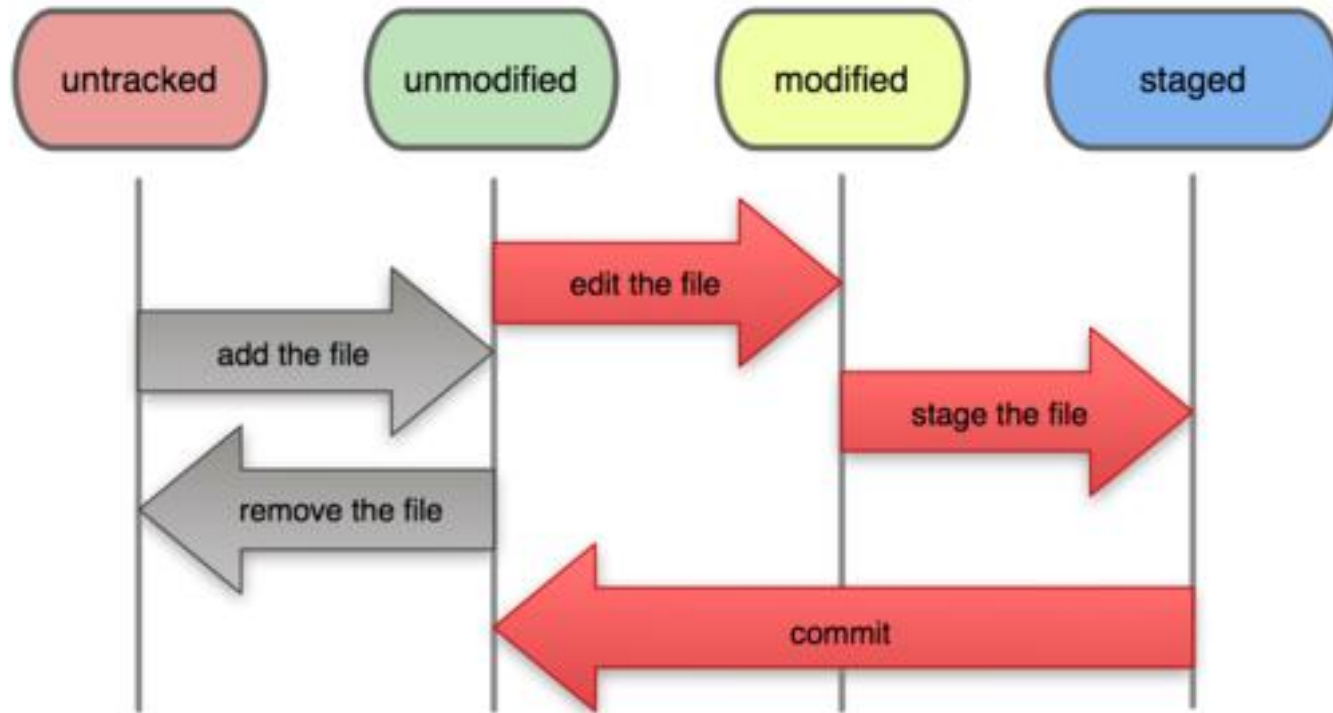 untracked
unmodified
modified
staged
edit the file
add the file
stage the file
remove the file
commit